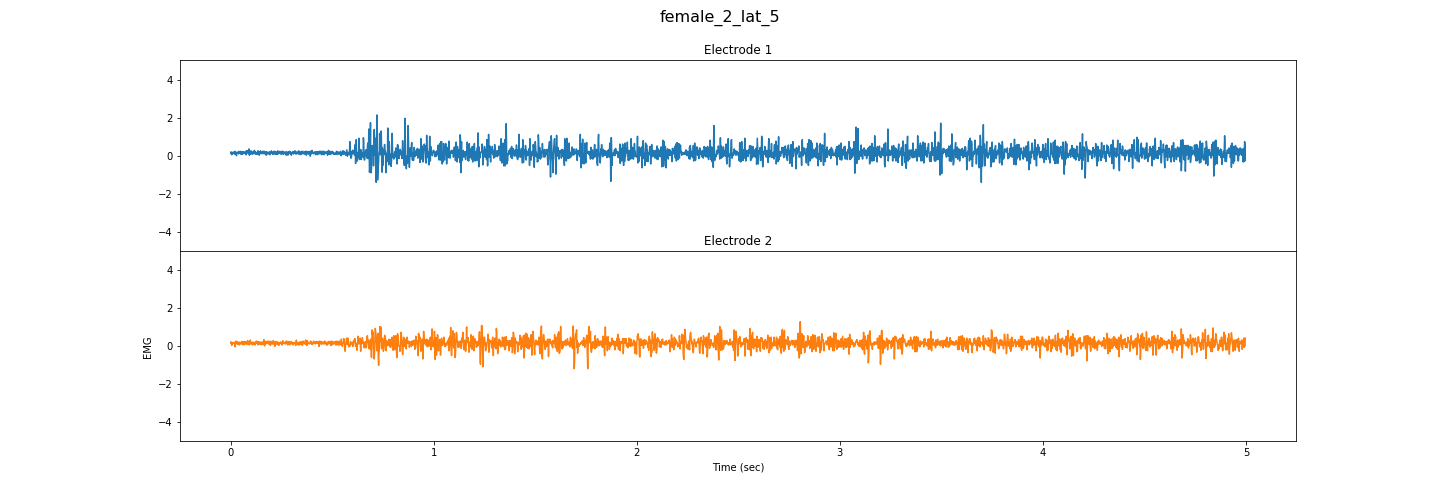 female_2_lat_5
Electrode 1
4
2
0
−2
−4
Electrode 2
4
2
0
−2
−4
EMG
0 1 2 3 4 5
Time (sec)